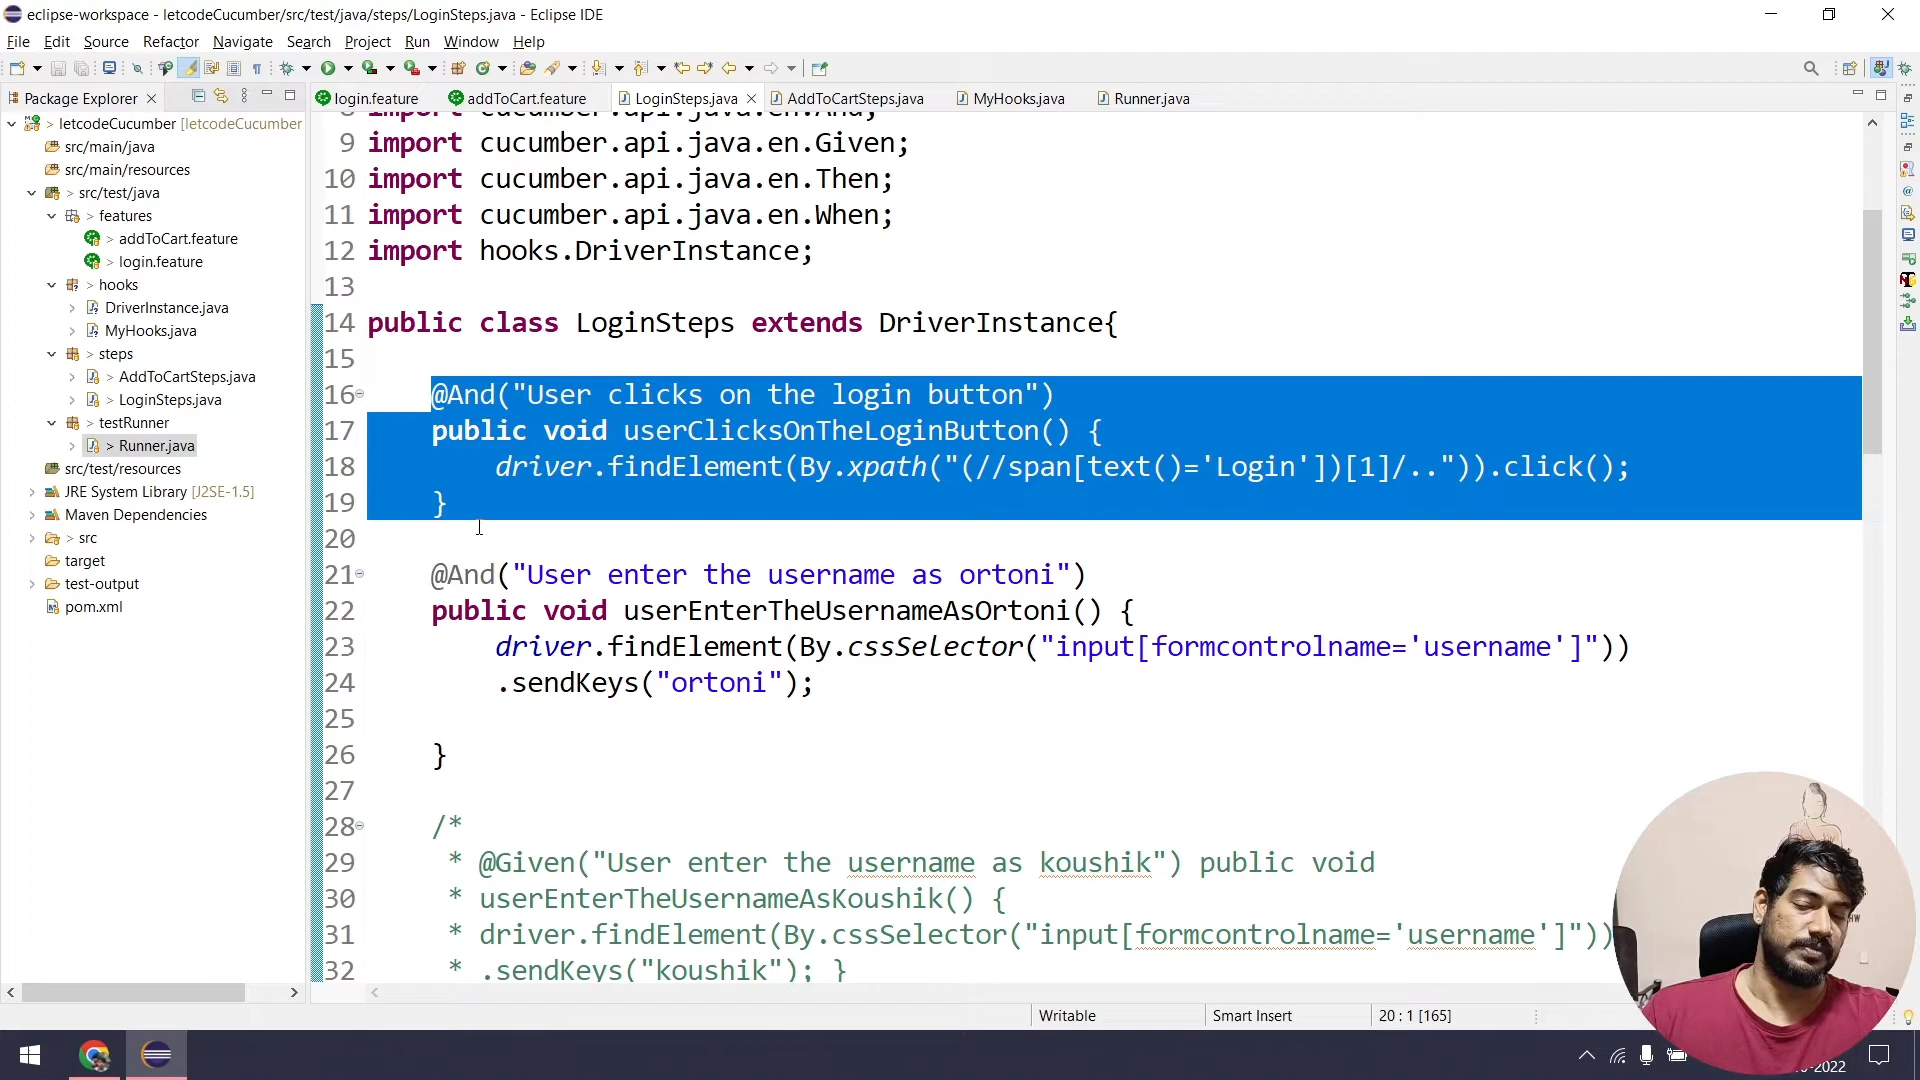 eclipse-workspace - letcodeCucumber/src/test/java/steps/LoginSteps.java - Eclipse IDE
File Edit Source Refactor Navigate Search Project Run Window Help
Package Explorer
login.feature addToCart.feature LoginSteps.java AddToCartSteps.java MyHooks.java Runner.java
> letcodeCucumber [letcodeCucumber
src/main/java
src/main/resources
> src/test/java
> features
> addToCart.feature
> login.feature
> hooks
DriverInstance.java
MyHooks.java
> steps
> AddToCartSteps.java
> LoginSteps.java
> testRunner
> Runner.java
src/test/resources
JRE System Library [J2SE-1.5]
Maven Dependencies
> src
target
test-output
pom.xml
8 import cucumber.api.java.en.And;
9 import cucumber.api.java.en.Given;
10 import cucumber.api.java.en.Then;
11 import cucumber.api.java.en.When;
12 import hooks.DriverInstance;
13
14 public class LoginSteps extends DriverInstance{
15
16 @And("User clicks on the login button")
17 public void userClicksOnTheLoginButton() {
18 driver.findElement(By.xpath("(//span[text()='Login'])[1]/..")).click();
19 }
20
21 @And("User enter the username as ortoni")
22 public void userEnterTheUsernameAsOrtoni() {
23 driver.findElement(By.cssSelector("input[formcontrolname='username']"))
24 .sendKeys("ortoni");
25
26 }
27
28 /*
29 * @Given("User enter the username as koushik") public void
30 * userEnterTheUsernameAsKoushik() {
31 * driver.findElement(By.cssSelector("input[formcontrolname='username']"))
32 * .sendKeys("koushik"); }
Writable Smart Insert 20 : 1 [165]